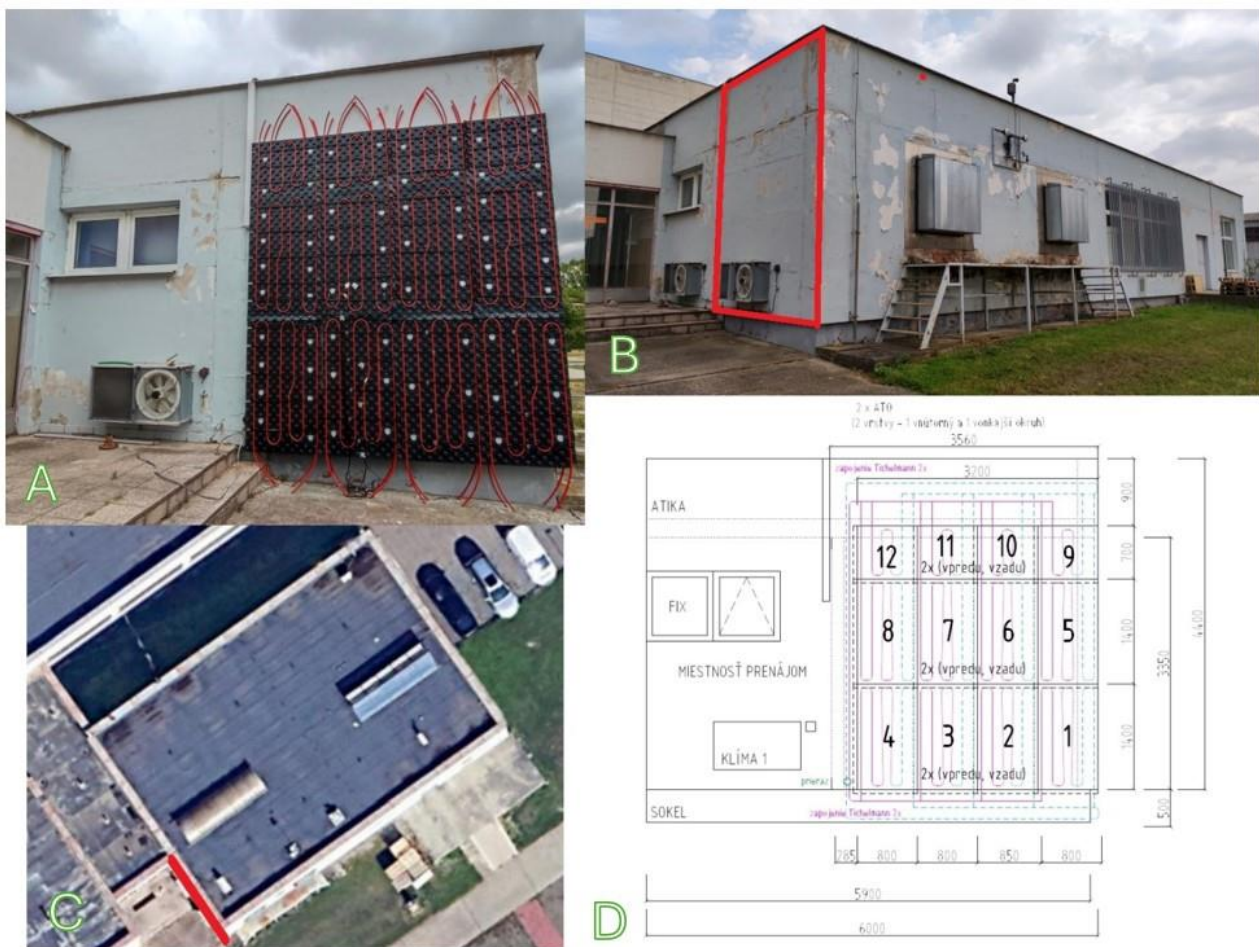 A
B
C
D
2 x ATO
(2 vrstvy - 1 vnútorný a 1 vonkajší okruh)
3560
zapojenie Tichelmann 2x
3200
ATIKA
900
12
11
10
9
2x (vpredu, vzadu)
700
FIX
8
7
6
5
1400
4400
MIESTNOSŤ PRENÁJOM
2x (vpredu, vzadu)
3350
4
3
2
1
KLÍMA 1
1400
2x (vpredu, vzadu)
prieraz
SOKEL
zapojenie Tichelmann 2x
500
285
800
800
850
800
5900
6000